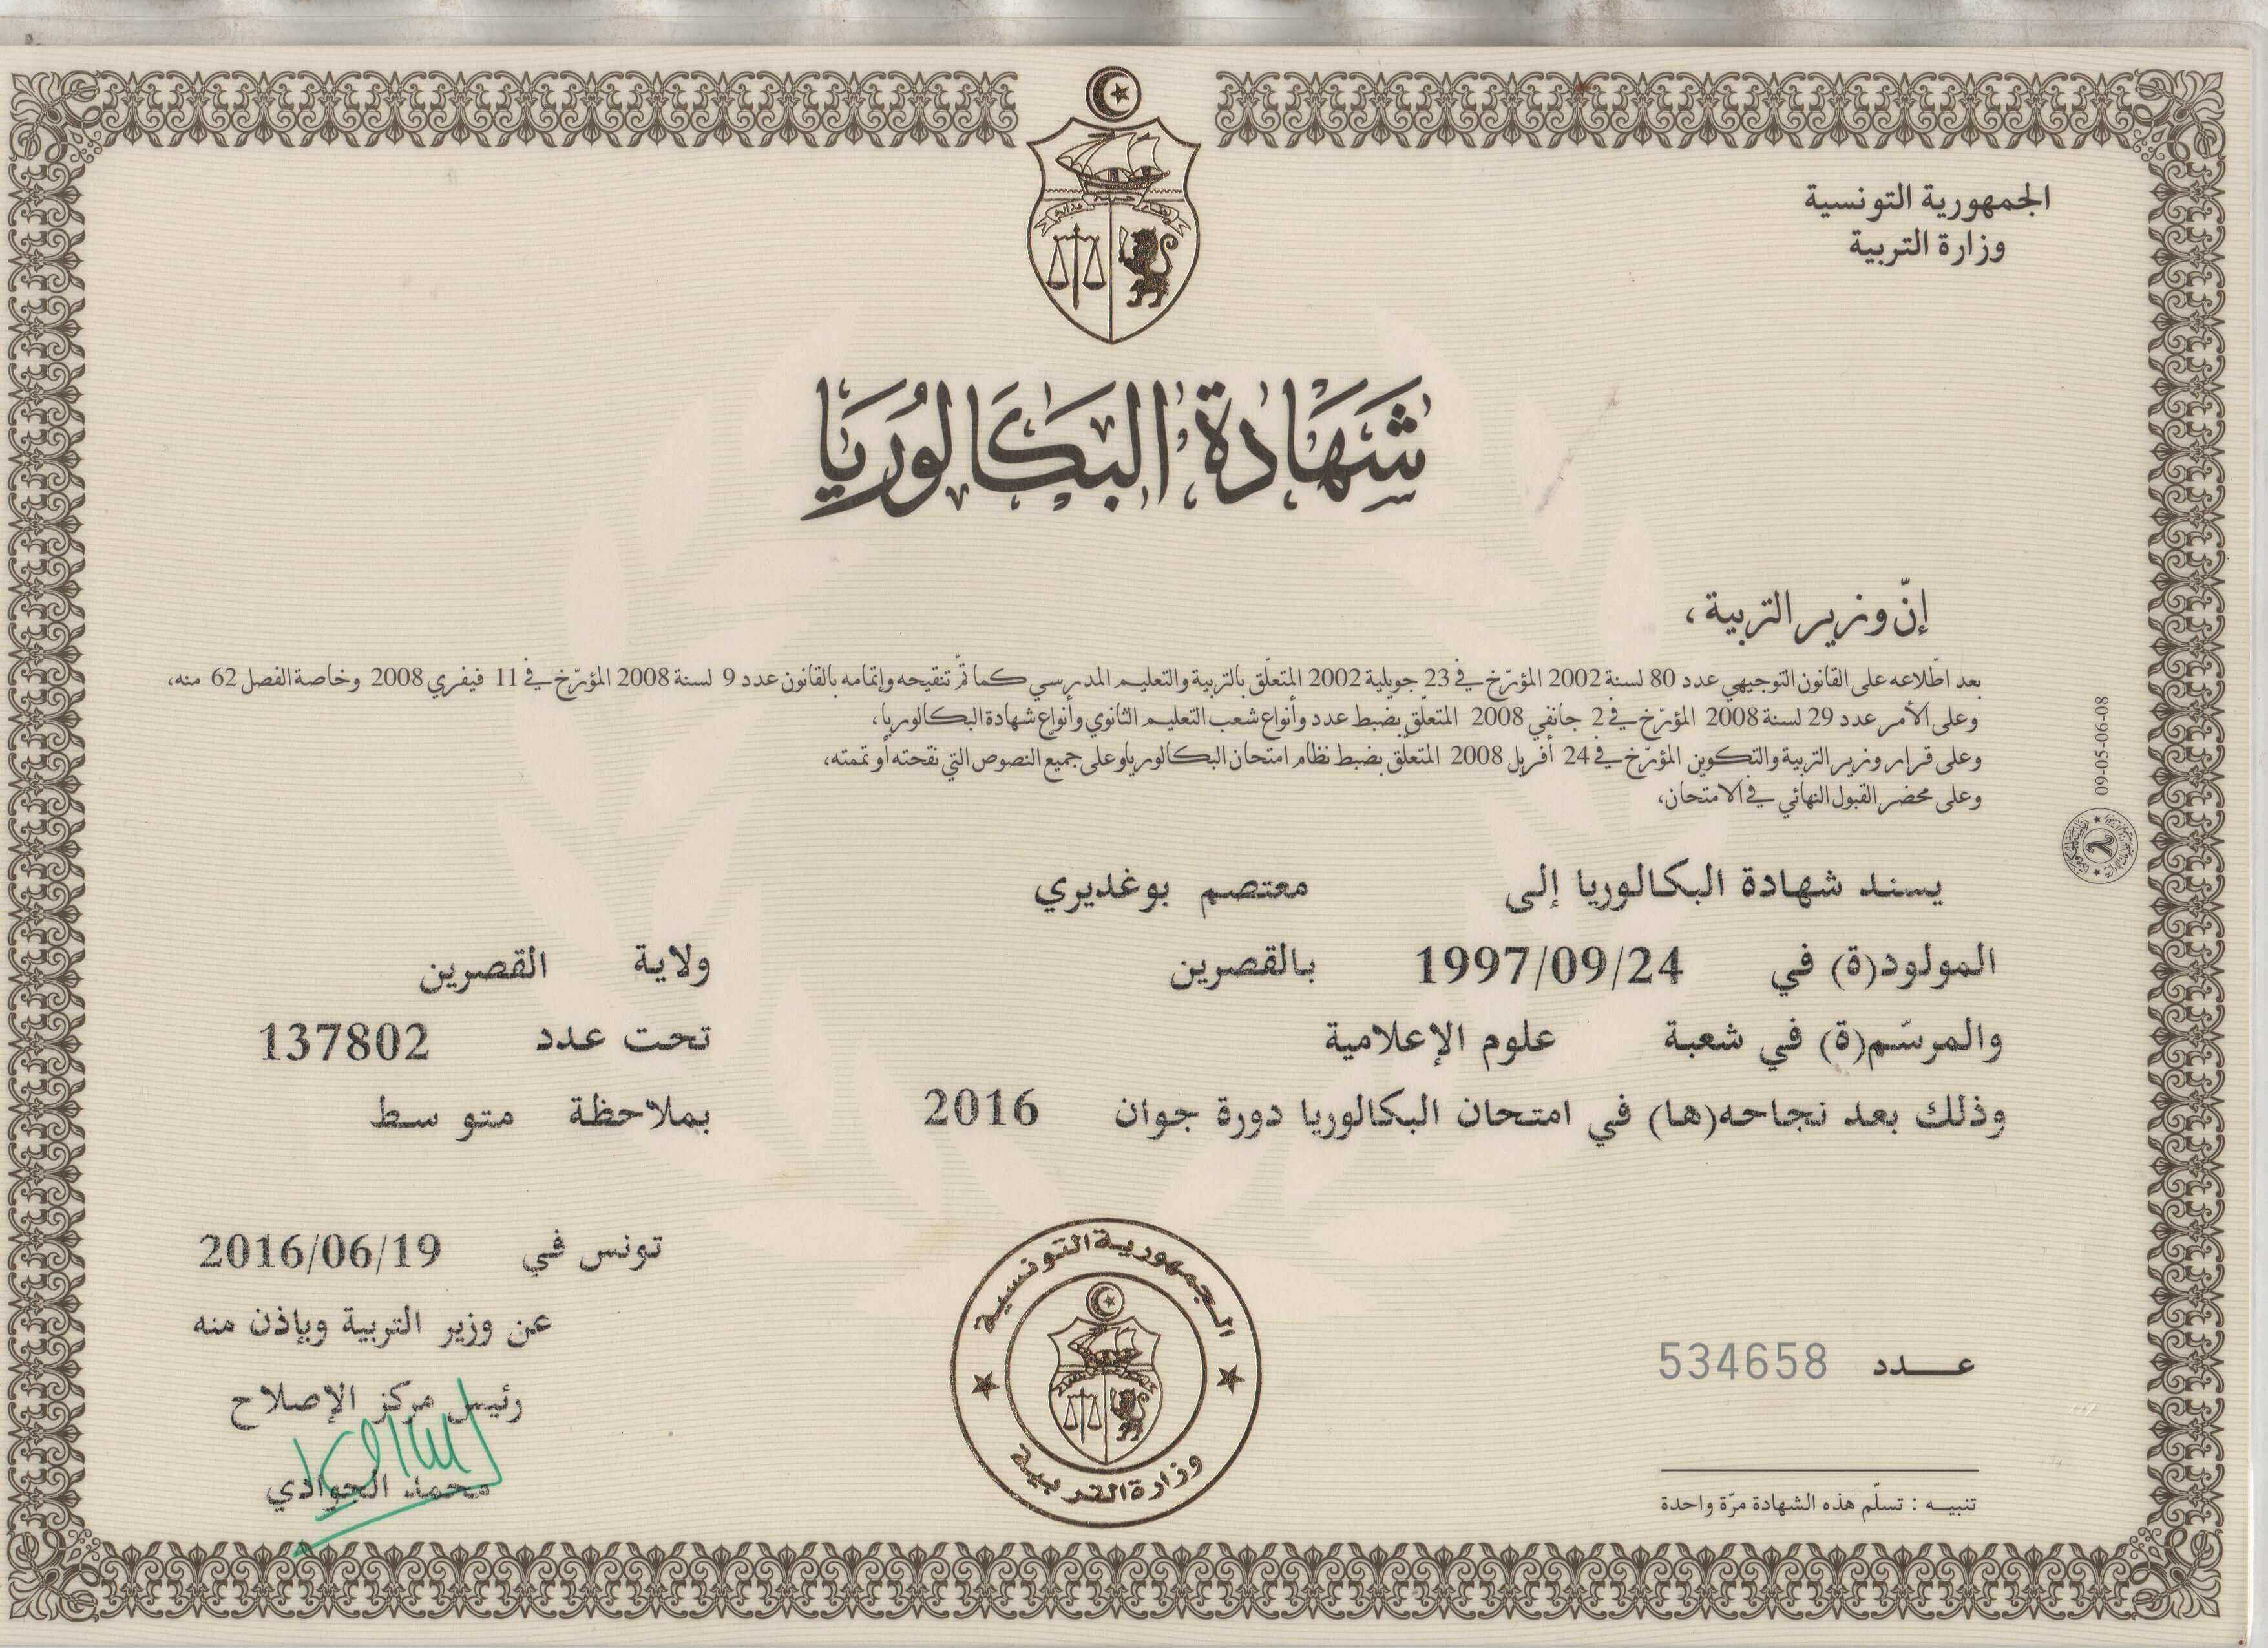 الجمهورية التونسية
وزارة التربية
شَهَادَة البَكَالُورِيَا
إنّ وزير التربية،
بعد اطّلاعه على القانون التوجيهي عدد 80 لسنة 2002 المؤرّخ في 23 جويلية 2002 المتعلّق بالتربية والتعليم المدرسي كما تمّ تنقيحه وإتمامه بالقانون عدد 9 لسنة 2008 المؤرّخ في 11 فيفري 2008 وخاصة الفصل 62 منه،
وعلى الأمر عدد 29 لسنة 2008 المؤرّخ في 2 جانفي 2008 المتعلّق بضبط عدد وأنواع شعب التعليم الثانوي وأنواع شهادة البكالوريا،
وعلى قرار وزير التربية والتكوين المؤرّخ في 24 أفريل 2008 المتعلّق بضبط نظام امتحان البكالوريا وعلى جميع النصوص التي نقحته أو تممته،
وعلى محضر القبول النهائي في الامتحان،
09-05-06-08
يسند شهادة البكالوريا إلى معتصم بوغديري
المولود(ة) في 1997/09/24 بالقصرين ولاية القصرين
والمرسّم(ة) في شعبة علوم الإعلامية تحت عدد 137802
وذلك بعد نجاحه(ها) في امتحان البكالوريا دورة جوان 2016 بملاحظة متوسط
تونس في 2016/06/19
عن وزير التربية وبإذن منه
رئيس مركز الإصلاح
محمد الجوادي
الجمهورية التونسية
وزارة التربية
عدد 534658
تنبيه : تسلّم هذه الشهادة مرّة واحدة